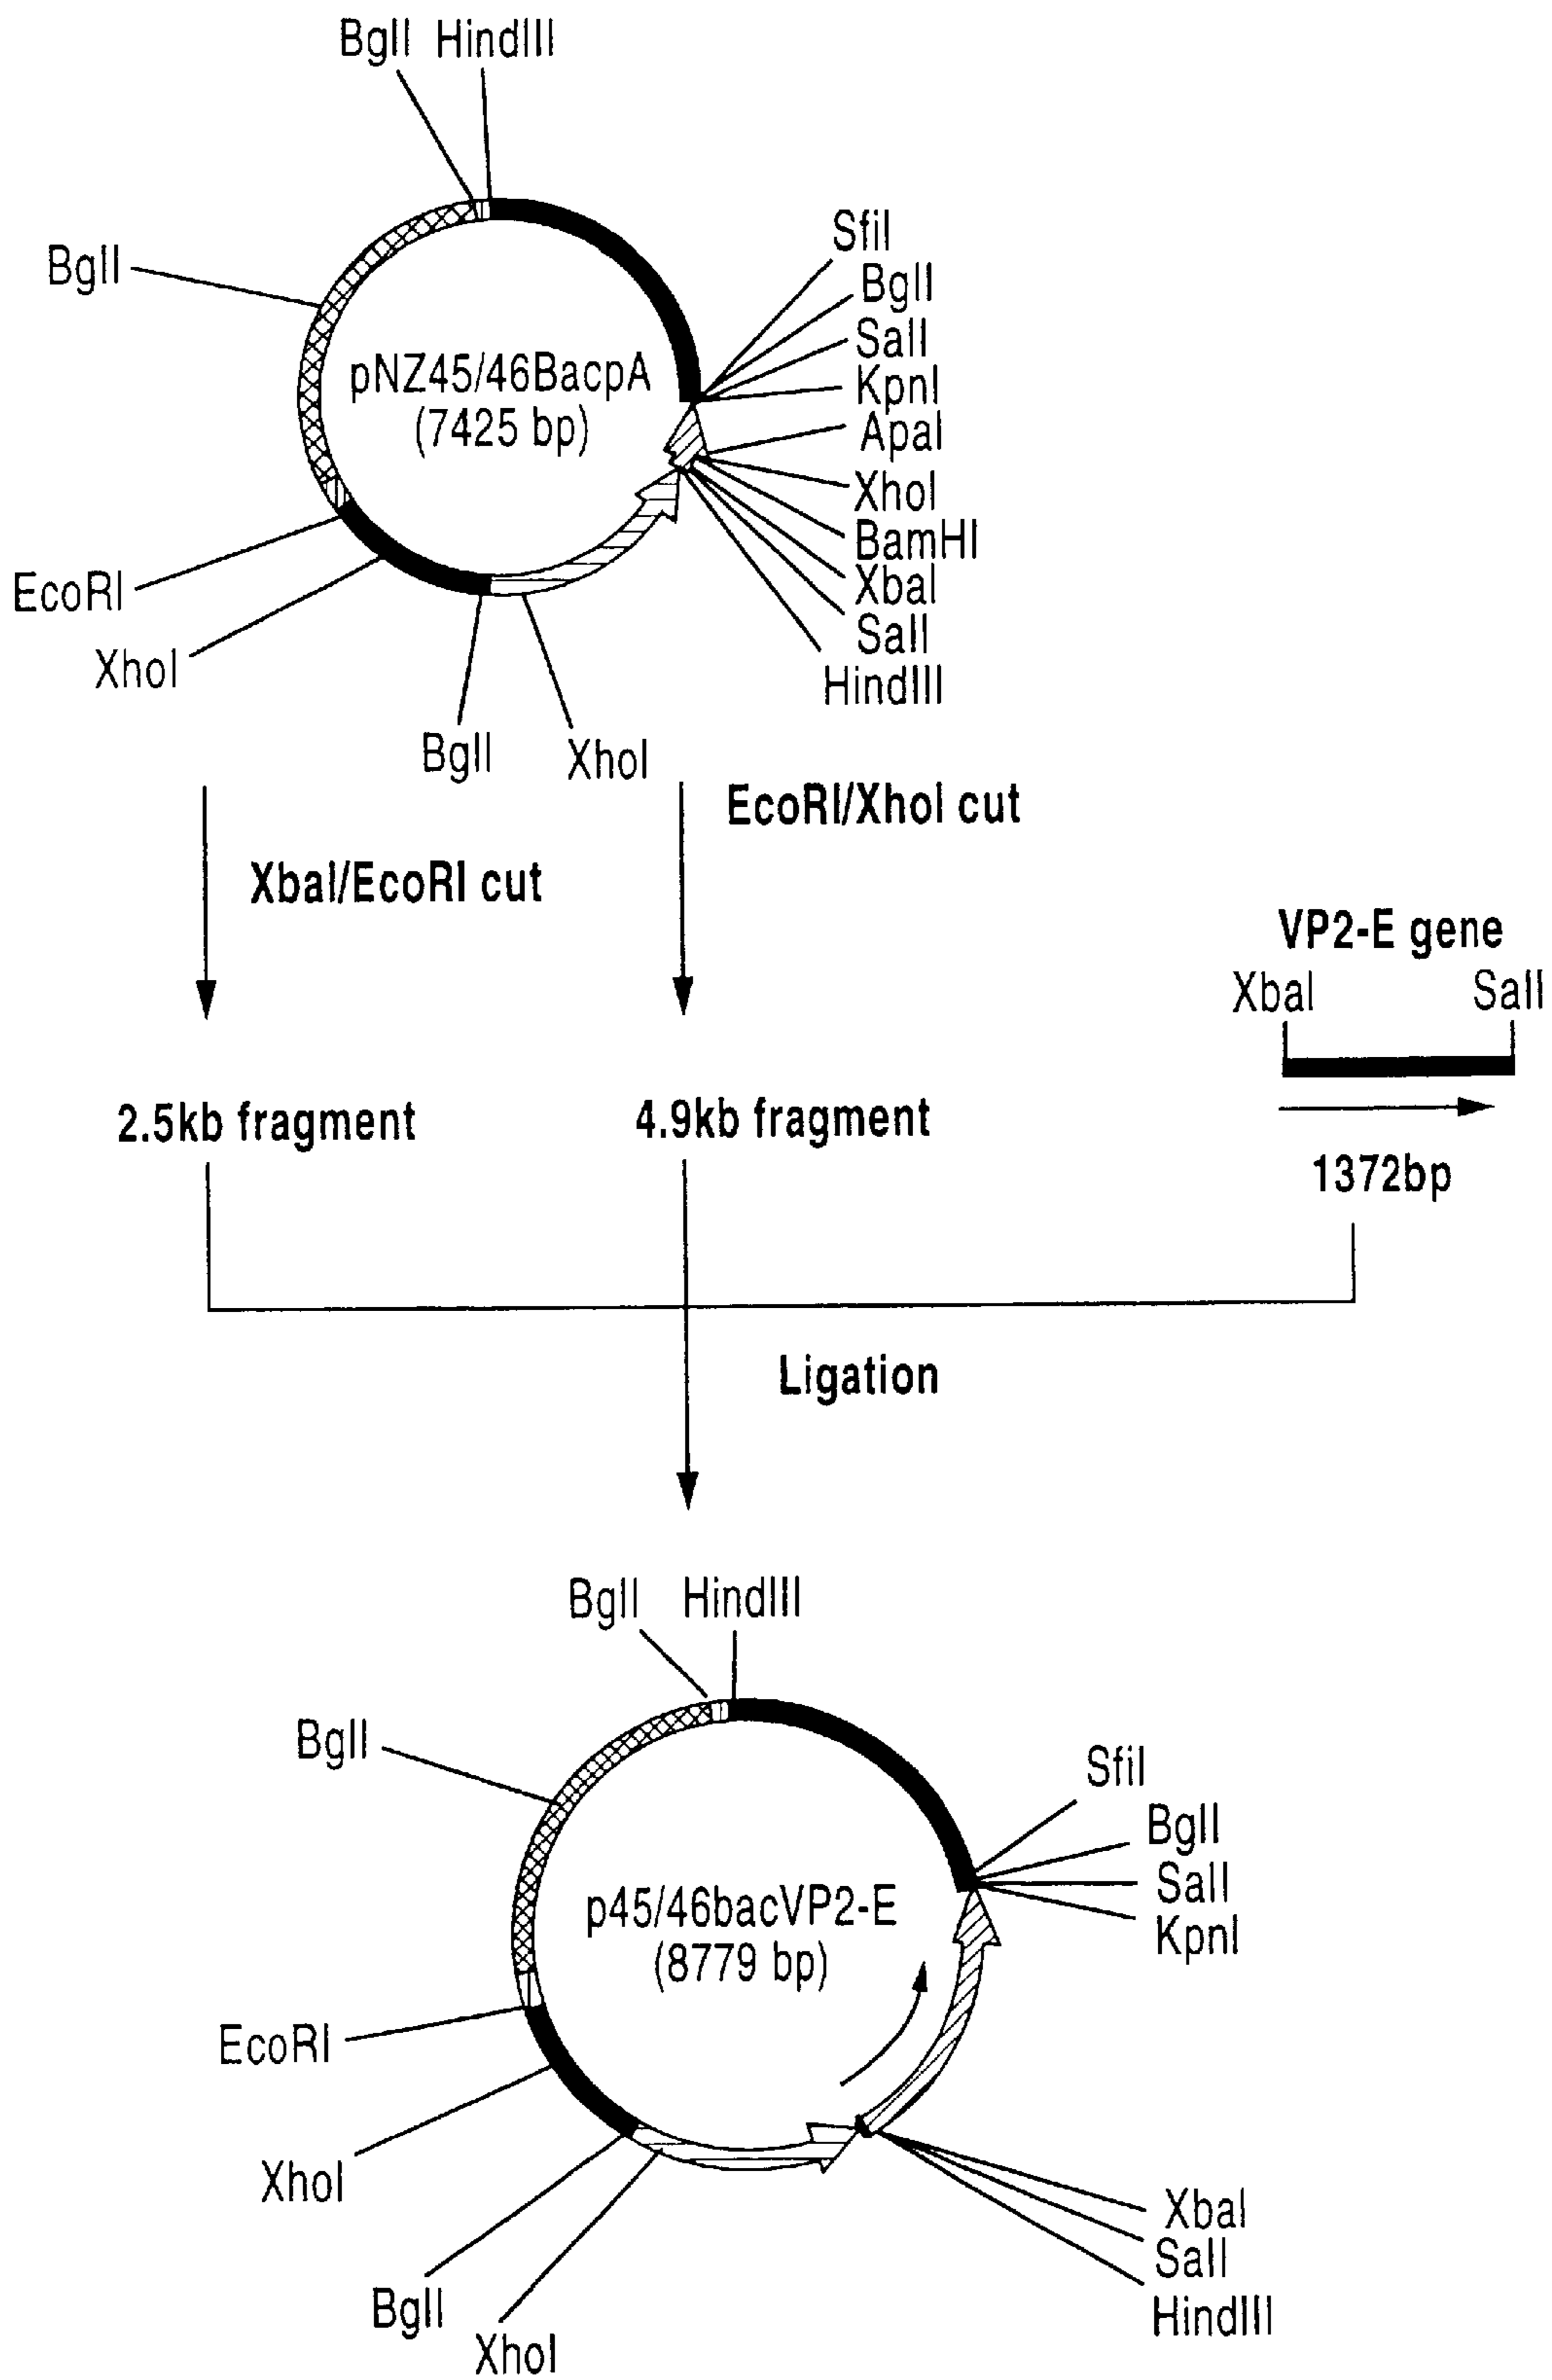 BglI HindIII
BglI
SfiI
BglI
SalI
KpnI
ApaI
XhoI
BamHI
XbaI
SalI
HindIII
pNZ45/46BacpA
(7425 bp)
EcoRI
XhoI
BglI
XhoI
EcoRI/XhoI cut
XbaI/EcoRI cut
VP2-E gene
XbaI SalI
2.5kb fragment
4.9kb fragment
1372bp
Ligation
BglI HindIII
BglI
SfiI
BglI
SalI
KpnI
p45/46bacVP2-E
(8779 bp)
EcoRI
XhoI
BglI
XhoI
XbaI
SalI
HindIII